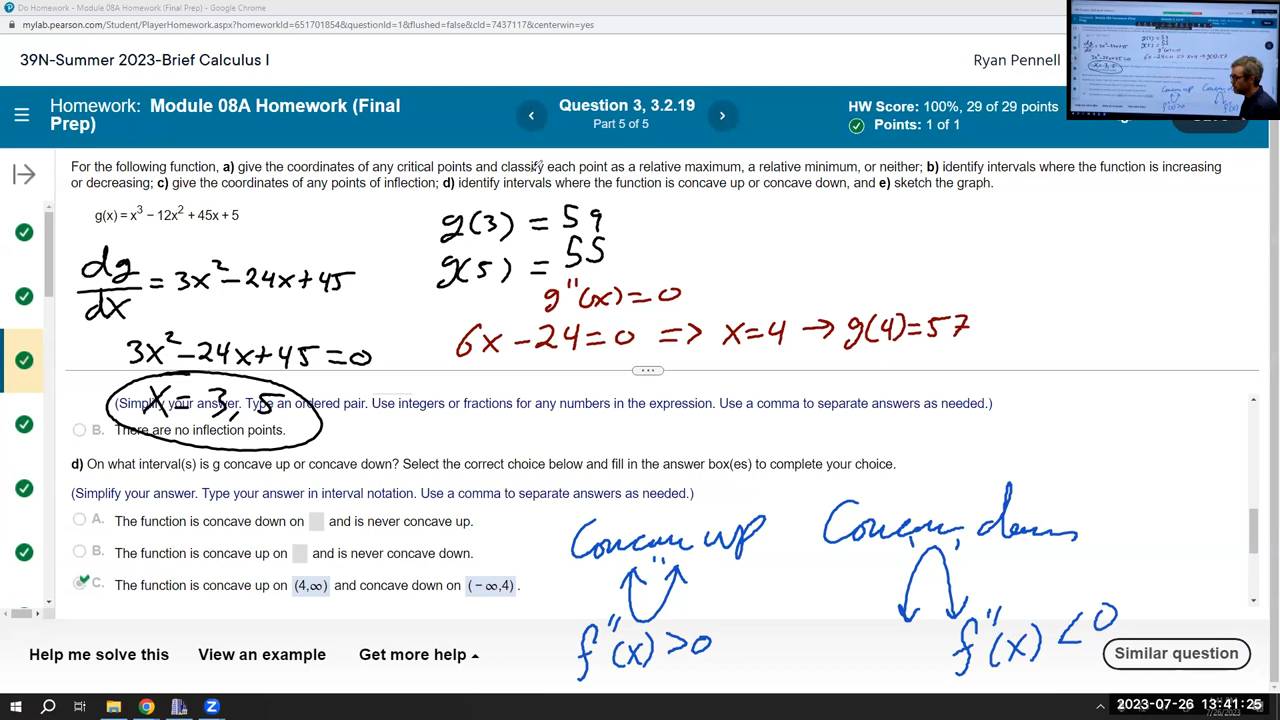 Do Homework - Module 08A Homework (Final Prep) - Google Chrome
mylab.pearson.com/Student/PlayerHomework.aspx?homeworkId=651701854&question
39N-Summer 2023-Brief Calculus I
Ryan Pennell
Homework: Module 08A Homework (Final Prep)
Question 3, 3.2.19
Part 5 of 5
HW Score: 100%, 29 of 29 points
Points: 1 of 1
For the following function, a) give the coordinates of any critical points and classify each point as a relative maximum, a relative minimum, or neither; b) identify intervals where the function is increasing
or decreasing; c) give the coordinates of any points of inflection; d) identify intervals where the function is concave up or concave down, and e) sketch the graph.
g(x) = x³ − 12x² + 45x + 5
dg/dx = 3x² − 24x + 45
3x² − 24x + 45 = 0
x = 3, 5
g(3) = 59
g(5) = 55
g''(x) = 0
6x − 24 = 0 => x = 4 → g(4) = 57
(Simplify your answer. Type an ordered pair. Use integers or fractions for any numbers in the expression. Use a comma to separate answers as needed.)
B. There are no inflection points.
d) On what interval(s) is g concave up or concave down? Select the correct choice below and fill in the answer box(es) to complete your choice.
(Simplify your answer. Type your answer in interval notation. Use a comma to separate answers as needed.)
A. The function is concave down on and is never concave up.
B. The function is concave up on and is never concave down.
C. The function is concave up on (4,∞) and concave down on (−∞,4).
Concave up
f''(x) > 0
Concave down
f''(x) < 0
Help me solve this
View an example
Get more help
Similar question
2023-07-26 13:41:25